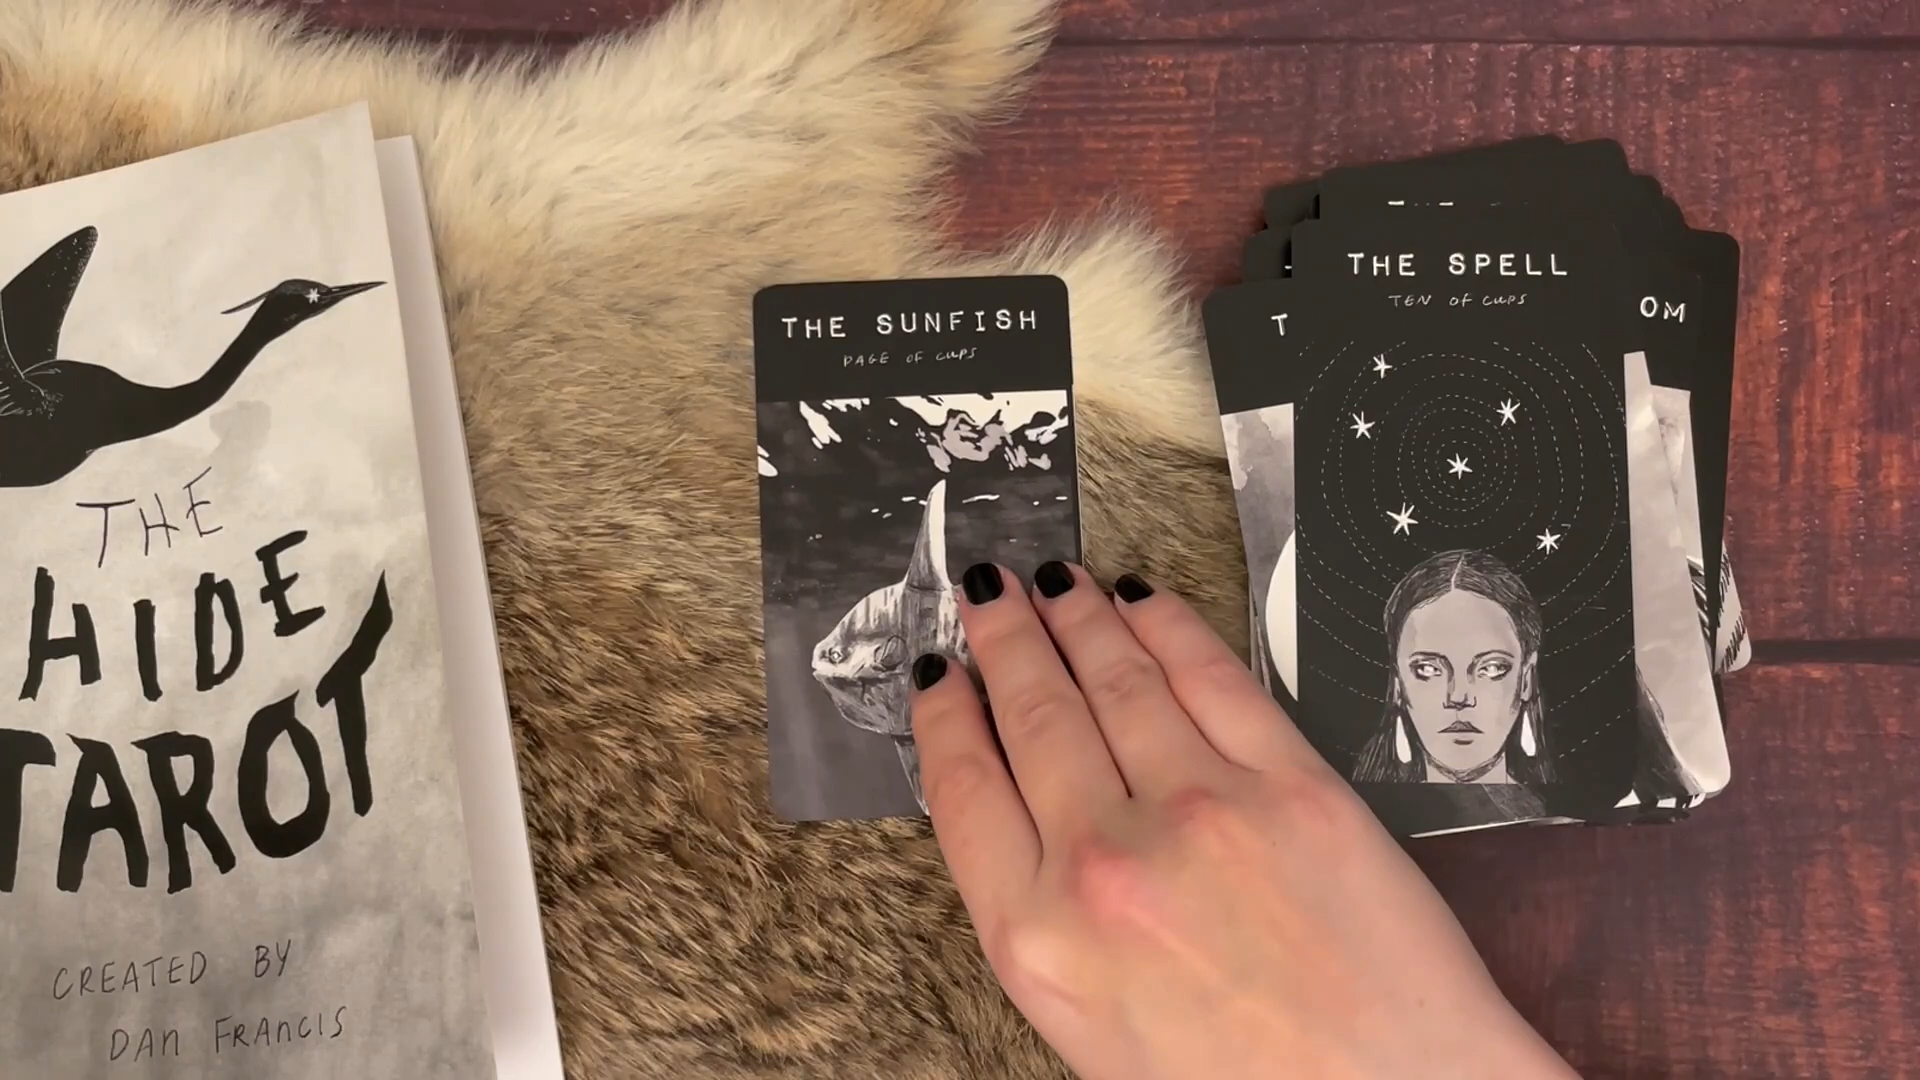 THE
HIDE
TAROT
CREATED BY
DAN FRANCIS
THE SUNFISH
PAGE OF CUPS
THE SPELL
TEN OF CUPS
T
OM